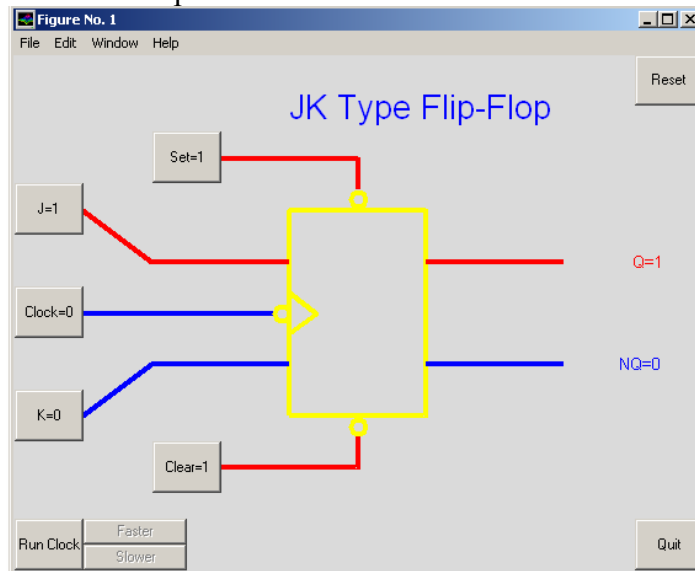 Figure No. 1
File Edit Window Help
Reset
JK Type Flip-Flop
Set=1
J=1
Q=1
Clock=0
NQ=0
K=0
Clear=1
Run Clock
Faster
Slower
Quit